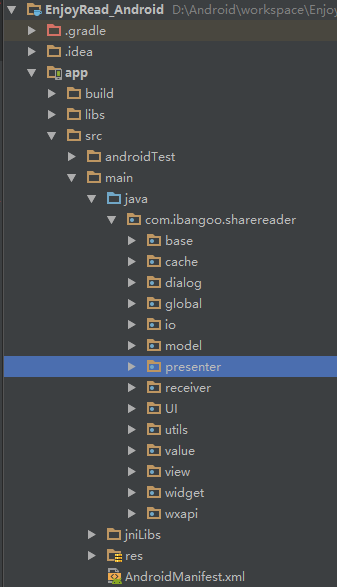 EnjoyRead_Android D:\Android\workspace\Enjoy
.gradle
.idea
app
build
libs
src
androidTest
main
java
com.ibangoo.sharereader
base
cache
dialog
global
io
model
presenter
receiver
UI
utils
value
view
widget
wxapi
jniLibs
res
AndroidManifest.xml